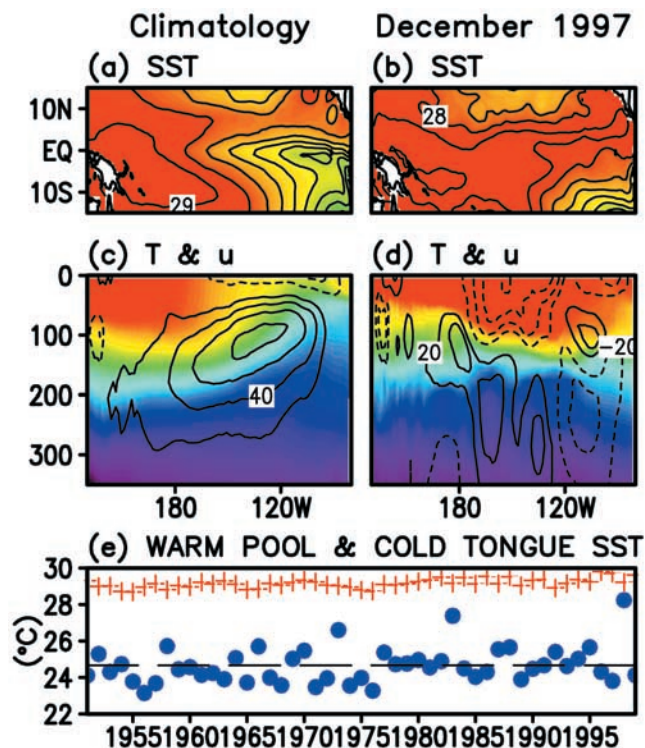 Climatology December 1997
(a) SST (b) SST
10N
28
EQ
10S
29
(c) T & u (d) T & u
0
100
20 -20
200
40
300
180 120W 180 120W
(e) WARM POOL & COLD TONGUE SST
30
28
(°C)
26
24
22
1955 1960 1965 1970 1975 1980 1985 1990 1995